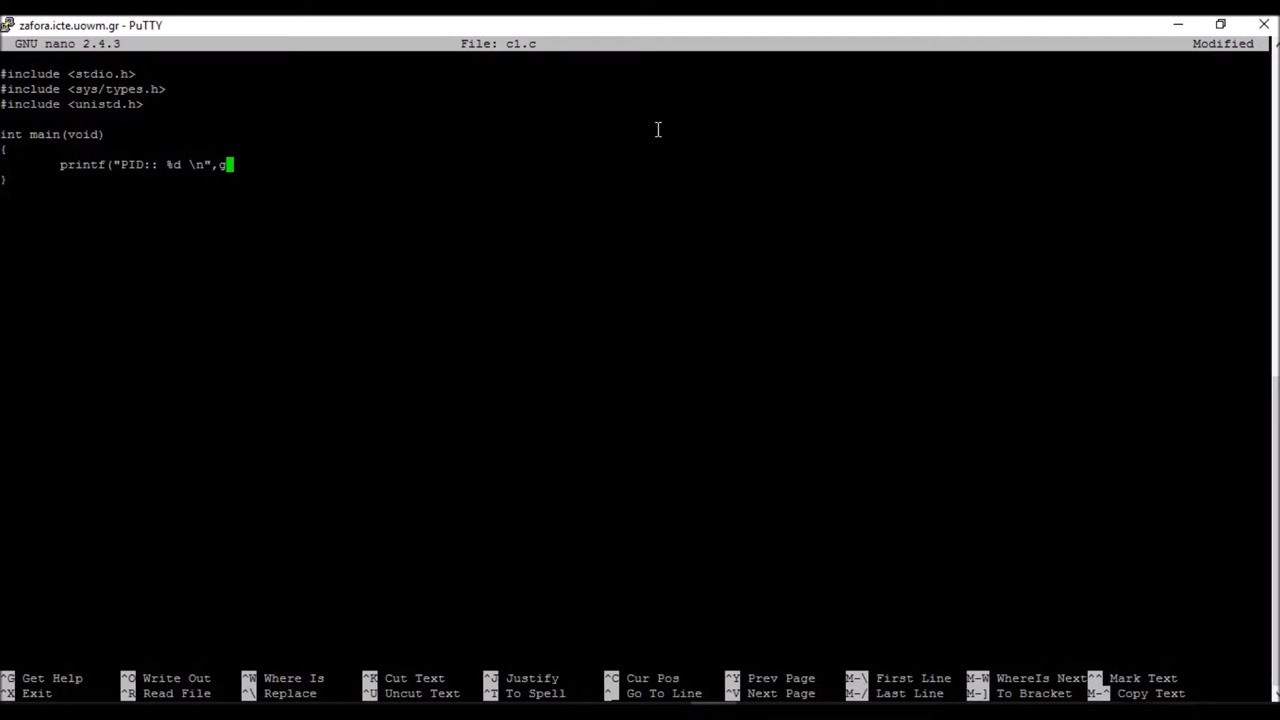 zafora.icte.uowm.gr - PuTTY
GNU nano 2.4.3 File: c1.c Modified
#include <stdio.h>
#include <sys/types.h>
#include <unistd.h>
int main(void)
{
printf("PID:: %d \n",g
}
^G Get Help ^O Write Out ^W Where Is ^K Cut Text ^J Justify ^C Cur Pos ^Y Prev Page M-\ First Line M-W WhereIs Next ^^ Mark Text
^X Exit ^R Read File ^\ Replace ^U Uncut Text ^T To Spell ^_ Go To Line ^V Next Page M-/ Last Line M-] To Bracket M-^ Copy Text